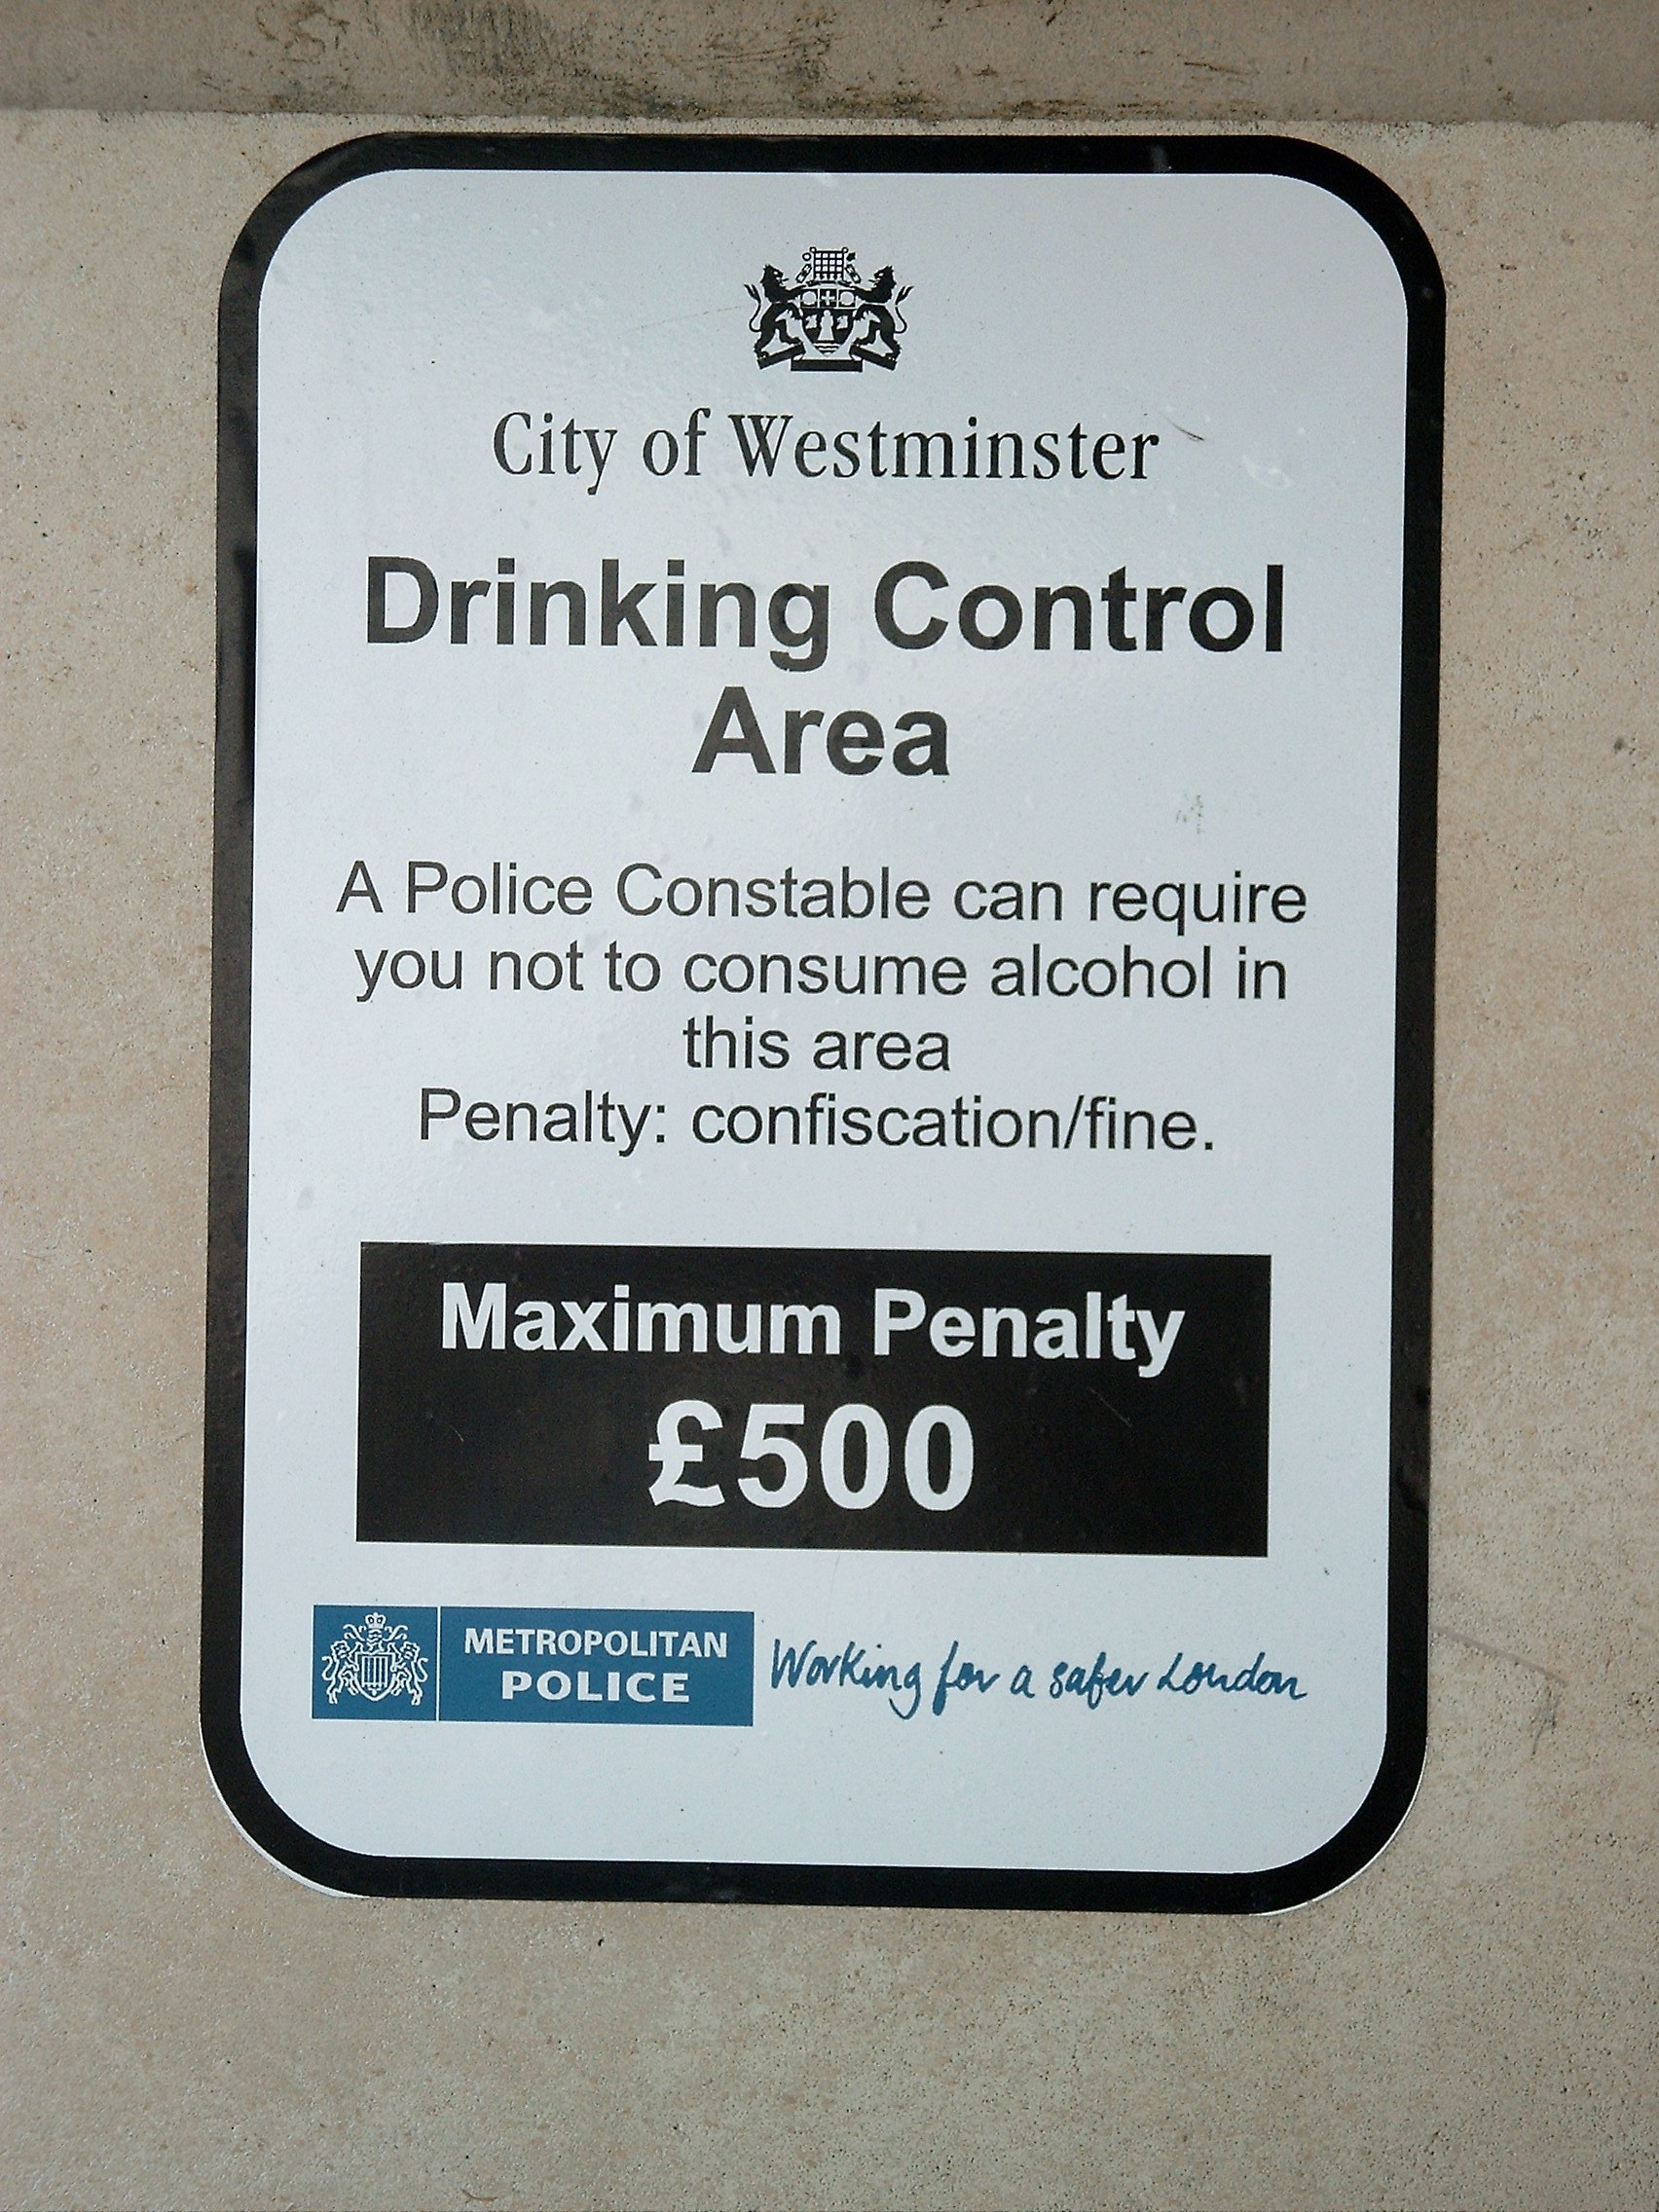 City of Westminster
Drinking Control
Area
A Police Constable can require
you not to consume alcohol in
this area
Penalty: confiscation/fine.
Maximum Penalty
£500
METROPOLITAN
POLICE
Working for a safer London